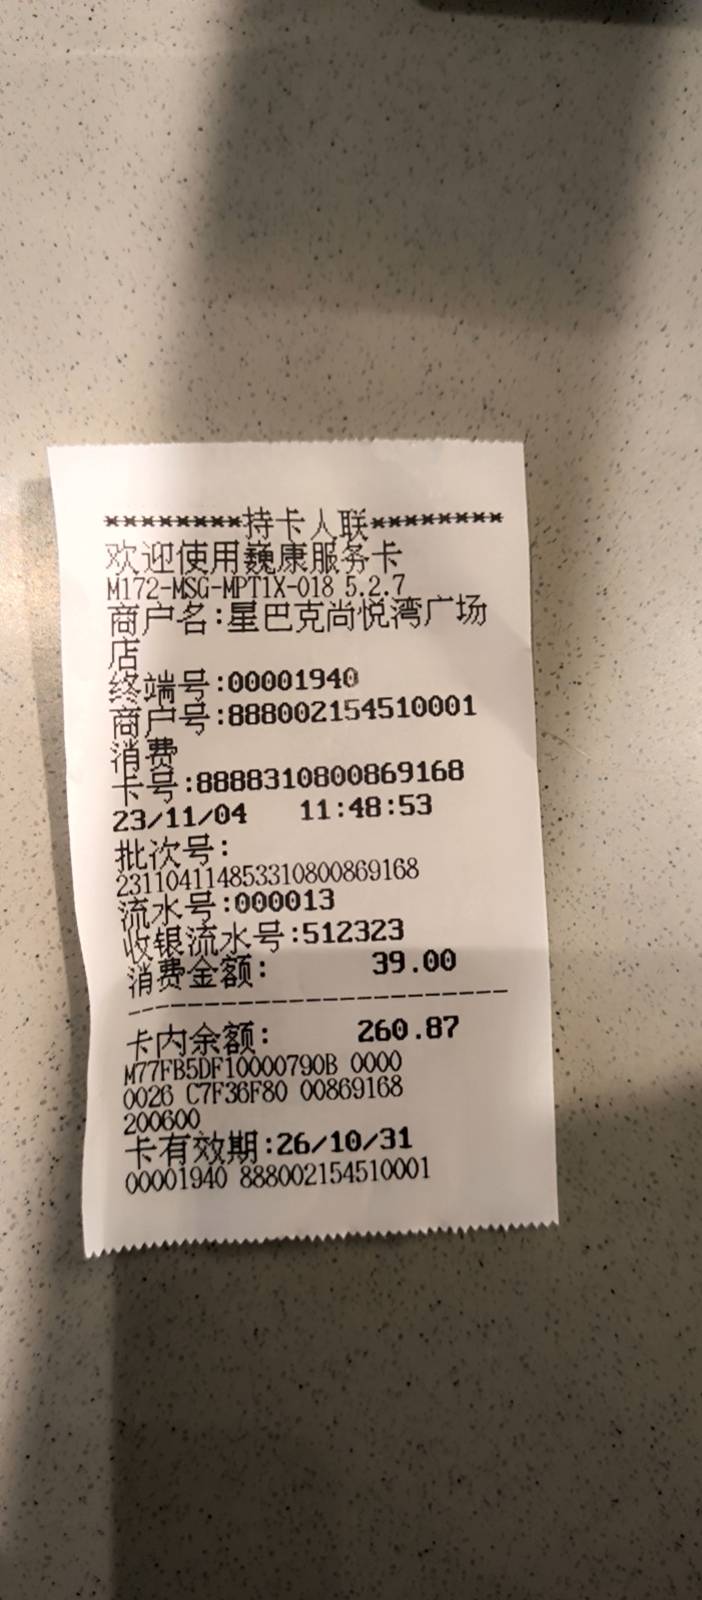 ********持卡人联********
欢迎使用巍康服务卡
M172-MSG-MPT1X-018 5.2.7
商户名:星巴克尚悦湾广场
店
终端号:00001940
商户号:888002154510001
消费
卡号:8888310800869168
23/11/04 11:48:53
批次号:
231104114853310800869168
流水号:000013
收银流水号:512323
消费金额: 39.00
------------------------
卡内余额: 260.87
M77FB5DF10000790B 0000
0026 C7F36F80 00869168
200600
卡有效期:26/10/31
00001940 888002154510001